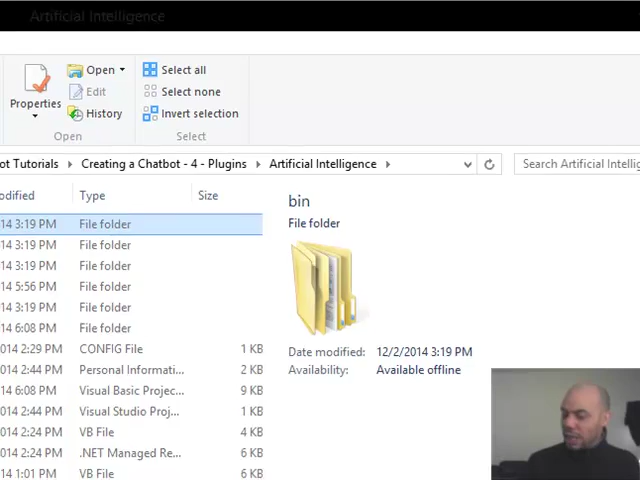 Artificial Intelligence
Properties
Open
Edit
History
Open
Select all
Select none
Invert selection
Select
ot Tutorials
Creating a Chatbot - 4 - Plugins
Artificial Intelligence
Search Artificial Intellig
odified
Type
Size
14 3:19 PM File folder
14 3:19 PM File folder
14 3:19 PM File folder
14 5:56 PM File folder
14 3:19 PM File folder
14 6:08 PM File folder
014 2:29 PM CONFIG File 1 KB
014 2:44 PM Personal Informati... 2 KB
14 6:08 PM Visual Basic Projec... 9 KB
014 2:44 PM Visual Studio Proj... 1 KB
014 2:24 PM VB File 4 KB
014 2:24 PM .NET Managed Re... 6 KB
14 1:01 PM VB File 6 KB
bin
File folder
Date modified: 12/2/2014 3:19 PM
Availability: Available offline